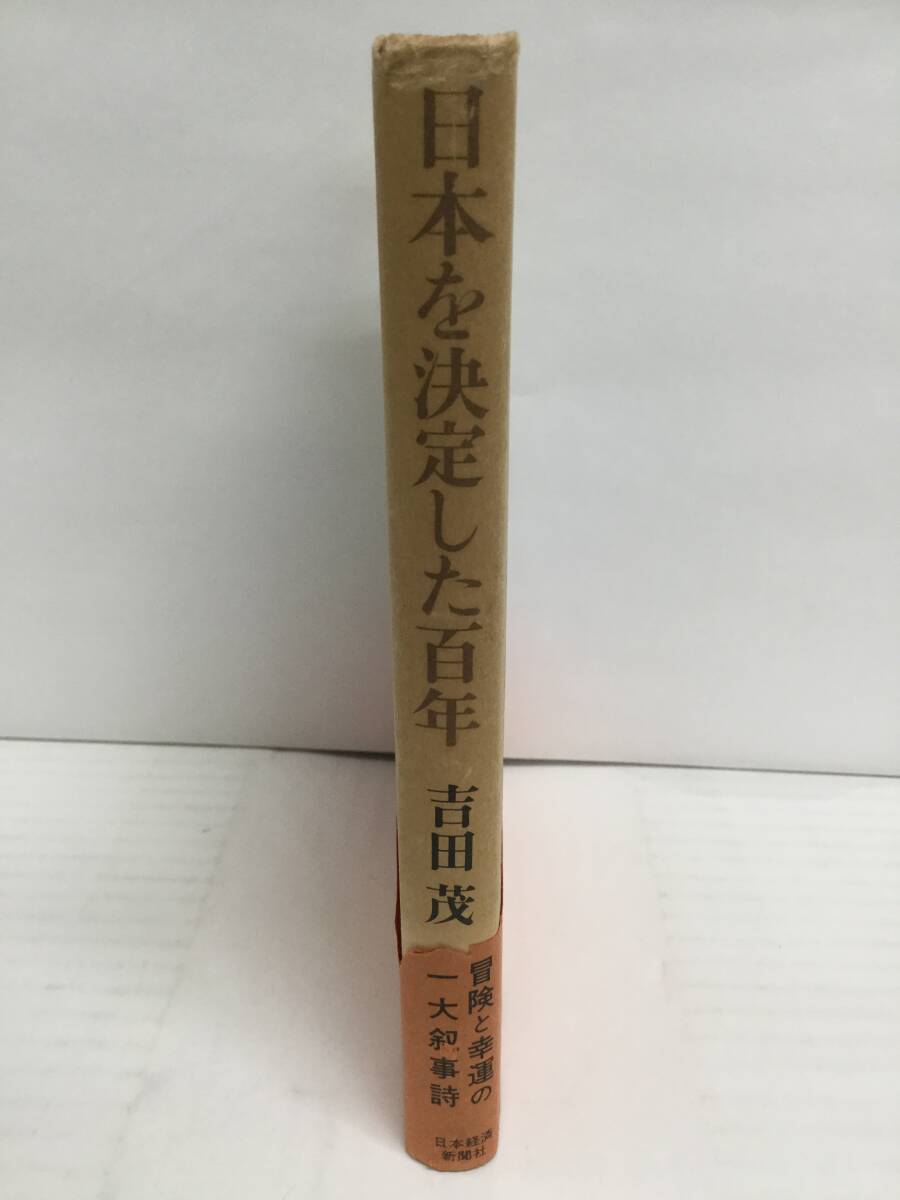 日本を決定した百年
吉田茂
冒険と幸運の
一大叙事詩
日本経済
新聞社